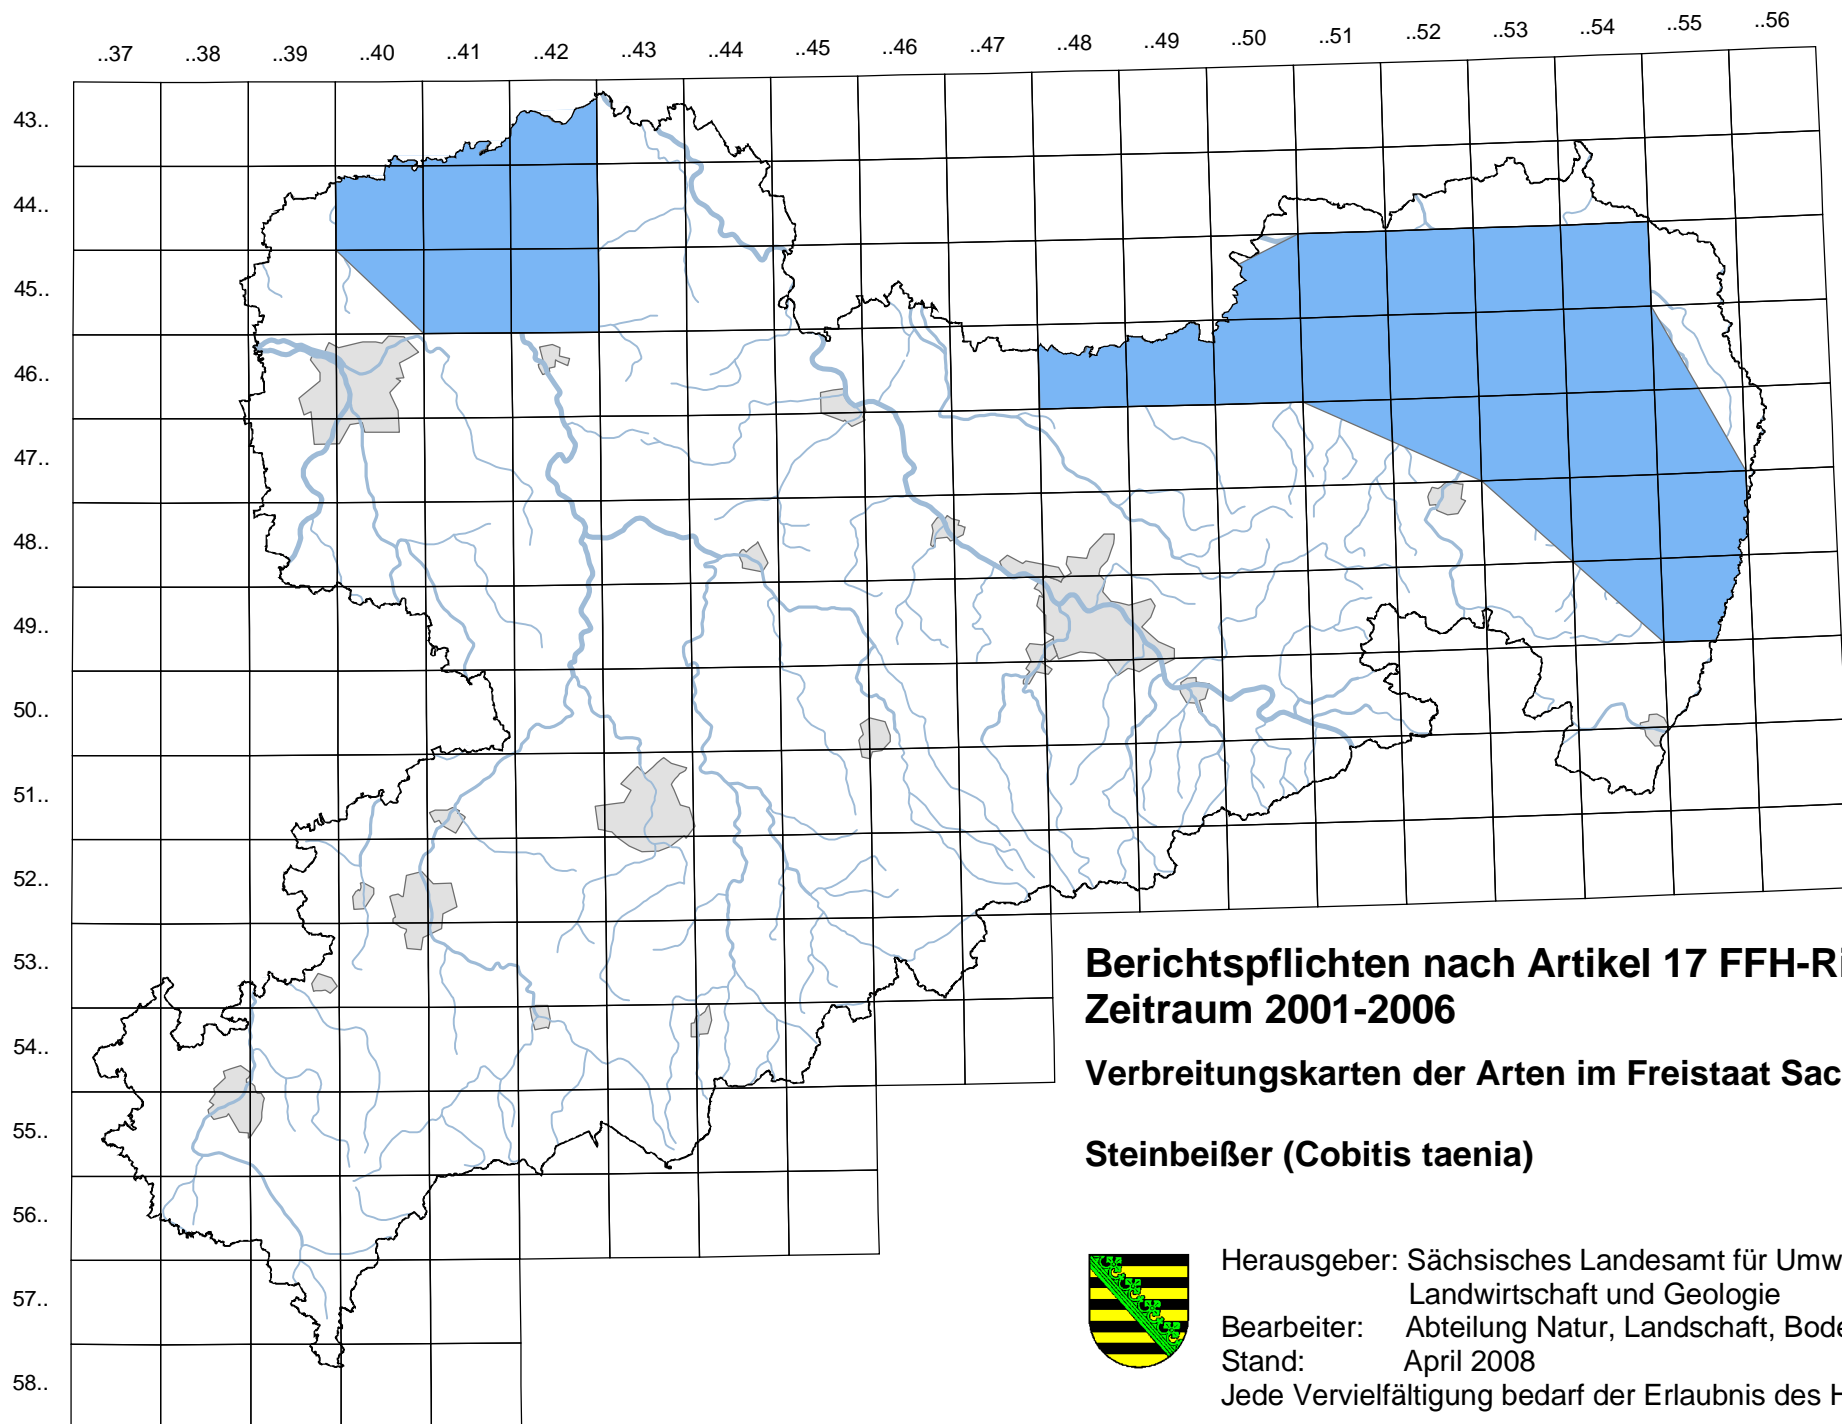 ..37 ..38 ..39 ..40 ..41 ..42 ..43 ..44 ..45 ..46 ..47 ..48 ..49 ..50 ..51 ..52 ..53 ..54 ..55 ..56
43..
44..
45..
46..
47..
48..
49..
50..
51..
52..
53..
54..
55..
56..
57..
58..
Berichtspflichten nach Artikel 17 FFH-Ri
Zeitraum 2001-2006
Verbreitungskarten der Arten im Freistaat Sac
Steinbeißer (Cobitis taenia)
Herausgeber: Sächsisches Landesamt für Umw
Landwirtschaft und Geologie
Bearbeiter: Abteilung Natur, Landschaft, Bode
Stand: April 2008
Jede Vervielfältigung bedarf der Erlaubnis des H